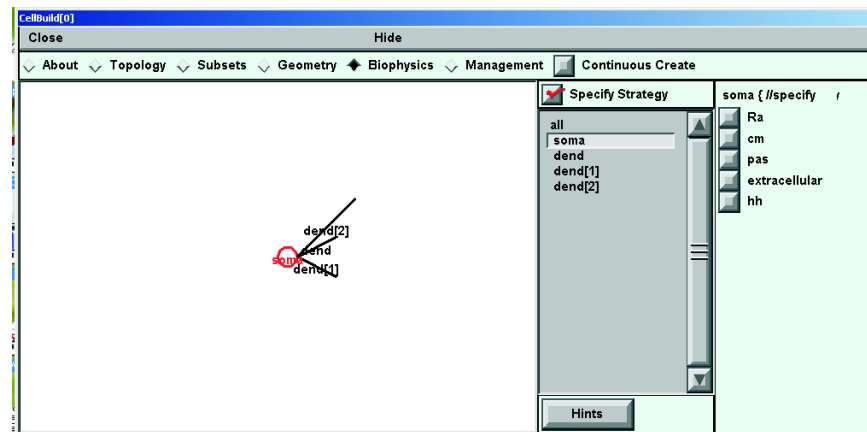 CellBuild[0]
Close Hide
About Topology Subsets Geometry Biophysics Management Continuous Create
Specify Strategy
all
soma
dend
dend[1]
dend[2]
soma { //specify
Ra
cm
pas
extracellular
hh
dend[2]
dend
soma
dend[1]
Hints